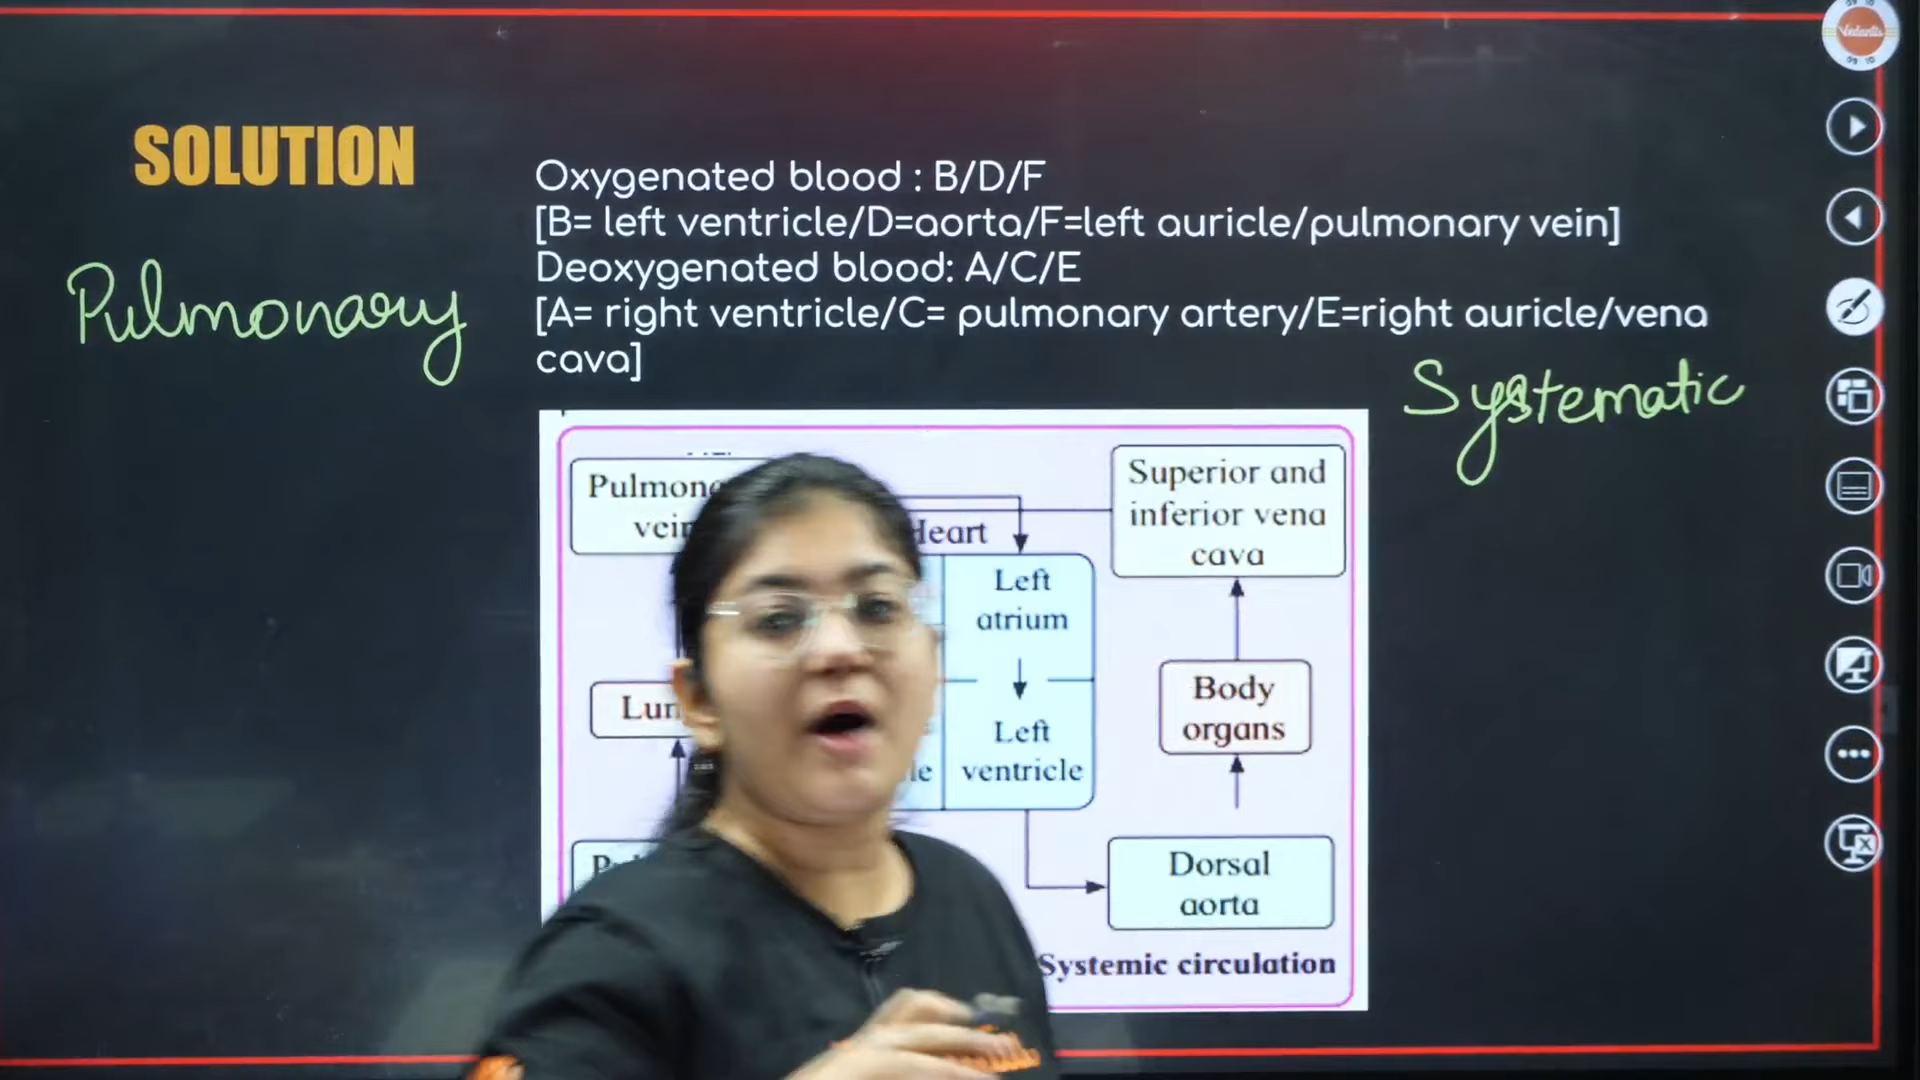 Vedantu
SOLUTION
Oxygenated blood : B/D/F
[B= left ventricle/D=aorta/F=left auricle/pulmonary vein]
Deoxygenated blood: A/C/E
[A= right ventricle/C= pulmonary artery/E=right auricle/vena
cava]
Pulmonary
Systematic
Superior and
inferior vena
cava
Left
atrium
Left
ventricle
Body
organs
Dorsal
aorta
Systemic circulation